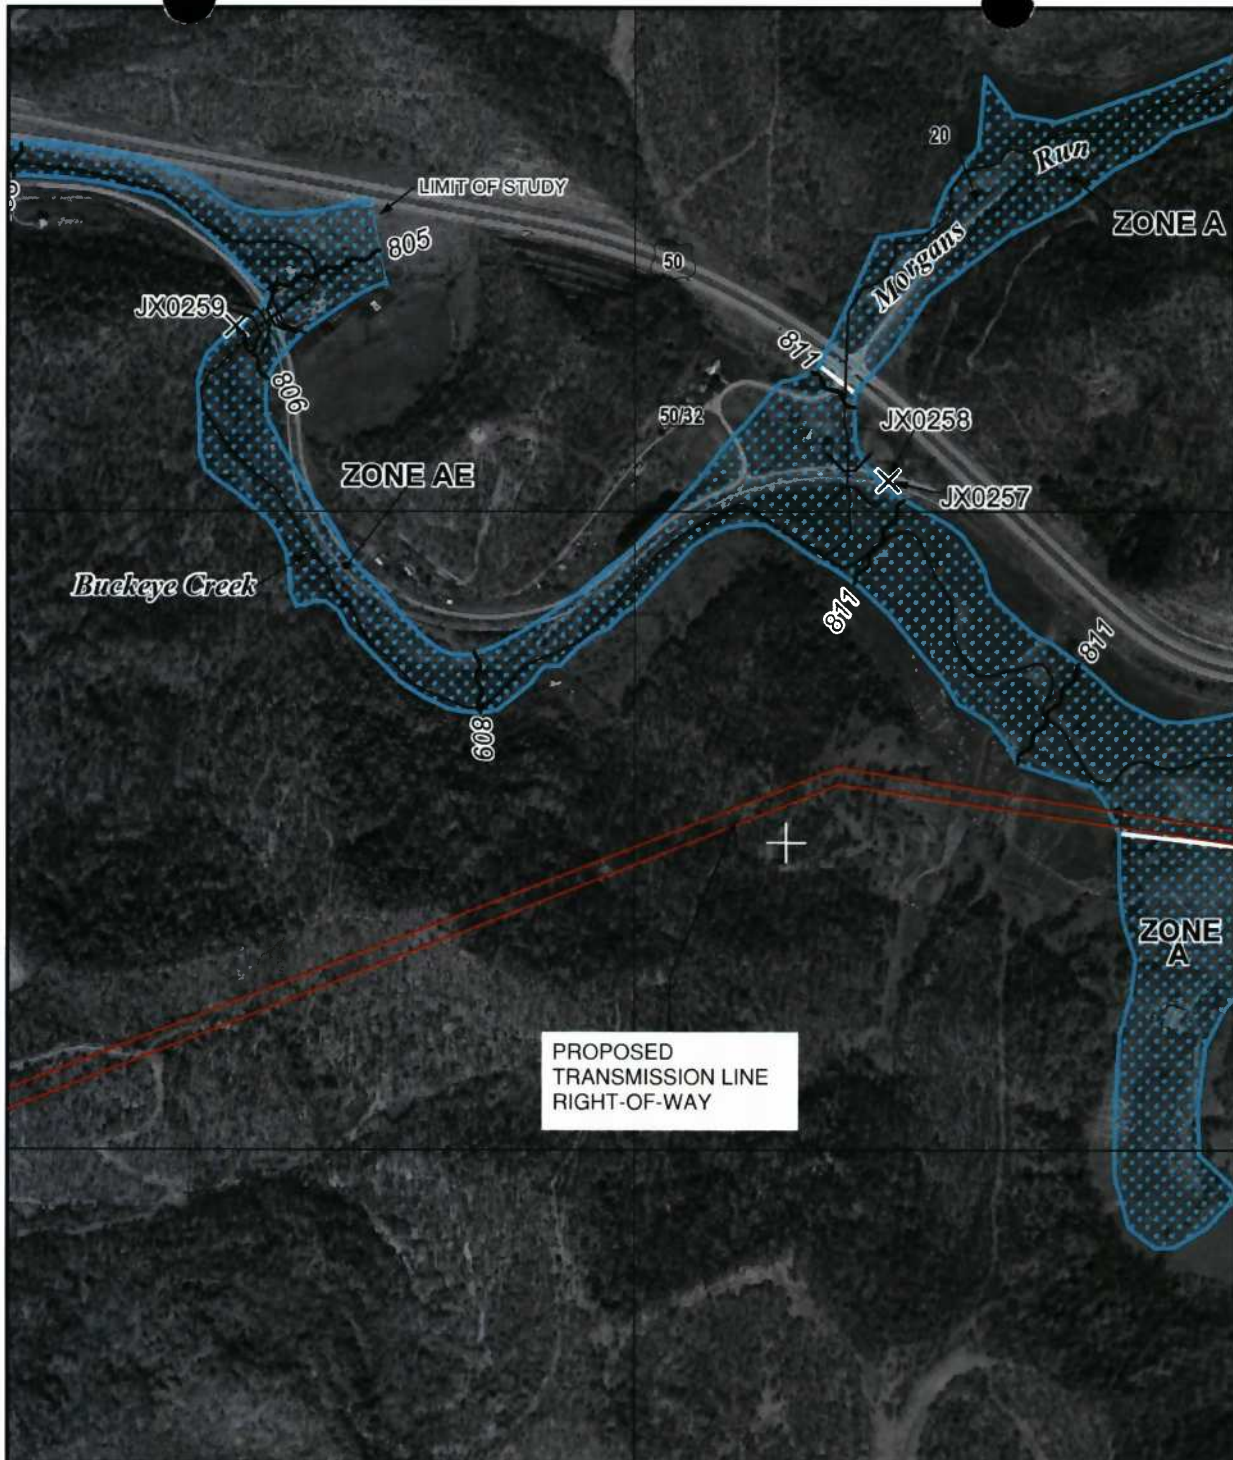 20
Run
LIMIT OF STUDY
ZONE A
805
Morgans
50
JX0259
811
806
50/32
JX0258
ZONE AE
JX0257
Buckeye Creek
811
811
809
ZONE
A
PROPOSED
TRANSMISSION LINE
RIGHT-OF-WAY